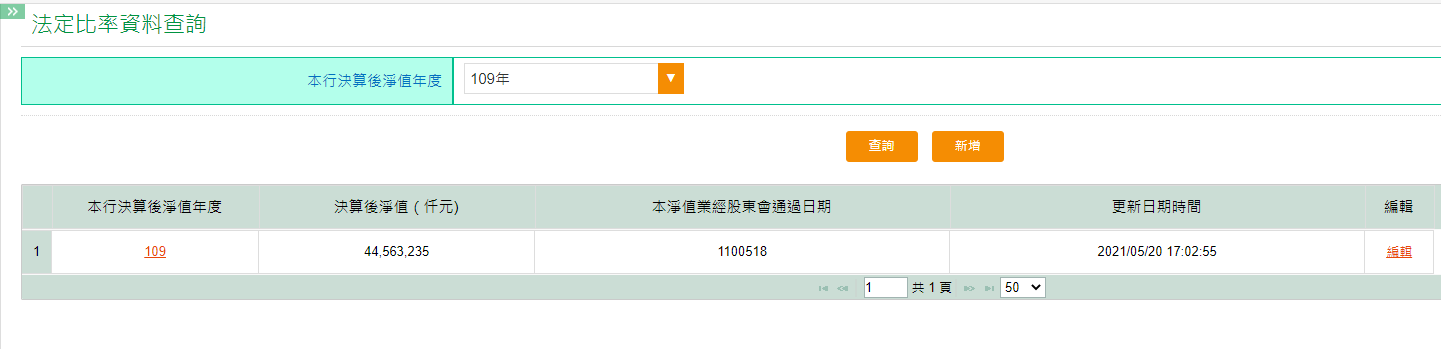 法定比率資料查詢
本行決算後淨值年度 109年
查詢 新增
本行決算後淨值年度 決算後淨值 ( 仟元) 本淨值業經股東會通過日期 更新日期時間 編輯
1 109 44,563,235 1100518 2021/05/20 17:02:55 編輯
1 共 1 頁 50